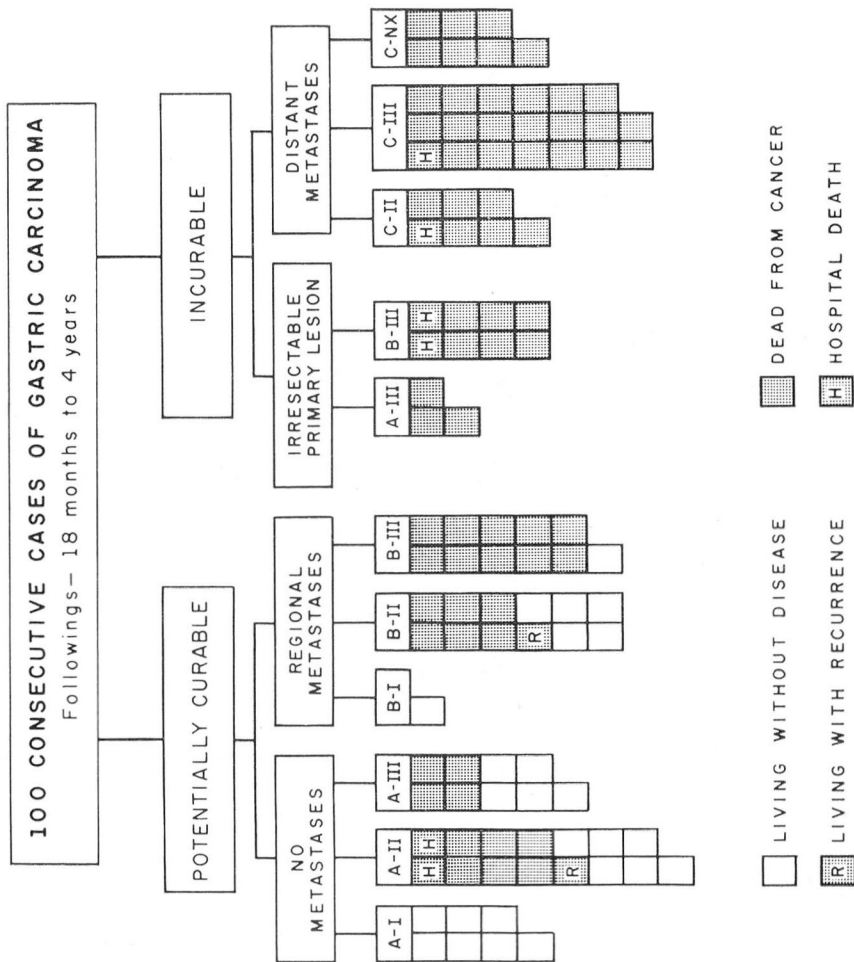 100 CONSECUTIVE CASES OF GASTRIC CARCINOMA
Followings— 18 months to 4 years
POTENTIALLY CURABLE
INCURABLE
NO
METASTASES
REGIONAL
METASTASES
IRRESECTABLE
PRIMARY LESION
DISTANT
METASTASES
A-I
A-II
A-III
B-I
B-II
B-III
A-III
B-III
C-II
C-III
C-NX
H
H
R
R
H
H
H
H
LIVING WITHOUT DISEASE
R LIVING WITH RECURRENCE
DEAD FROM CANCER
H HOSPITAL DEATH